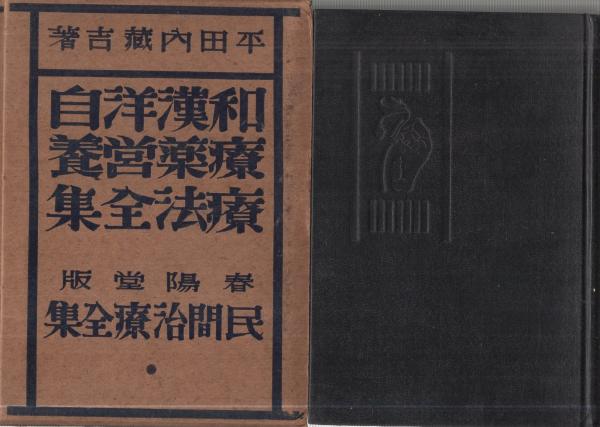 平田内藏吉著
和漢洋自
療薬営養
療法全集
春陽堂版
民間治療全集